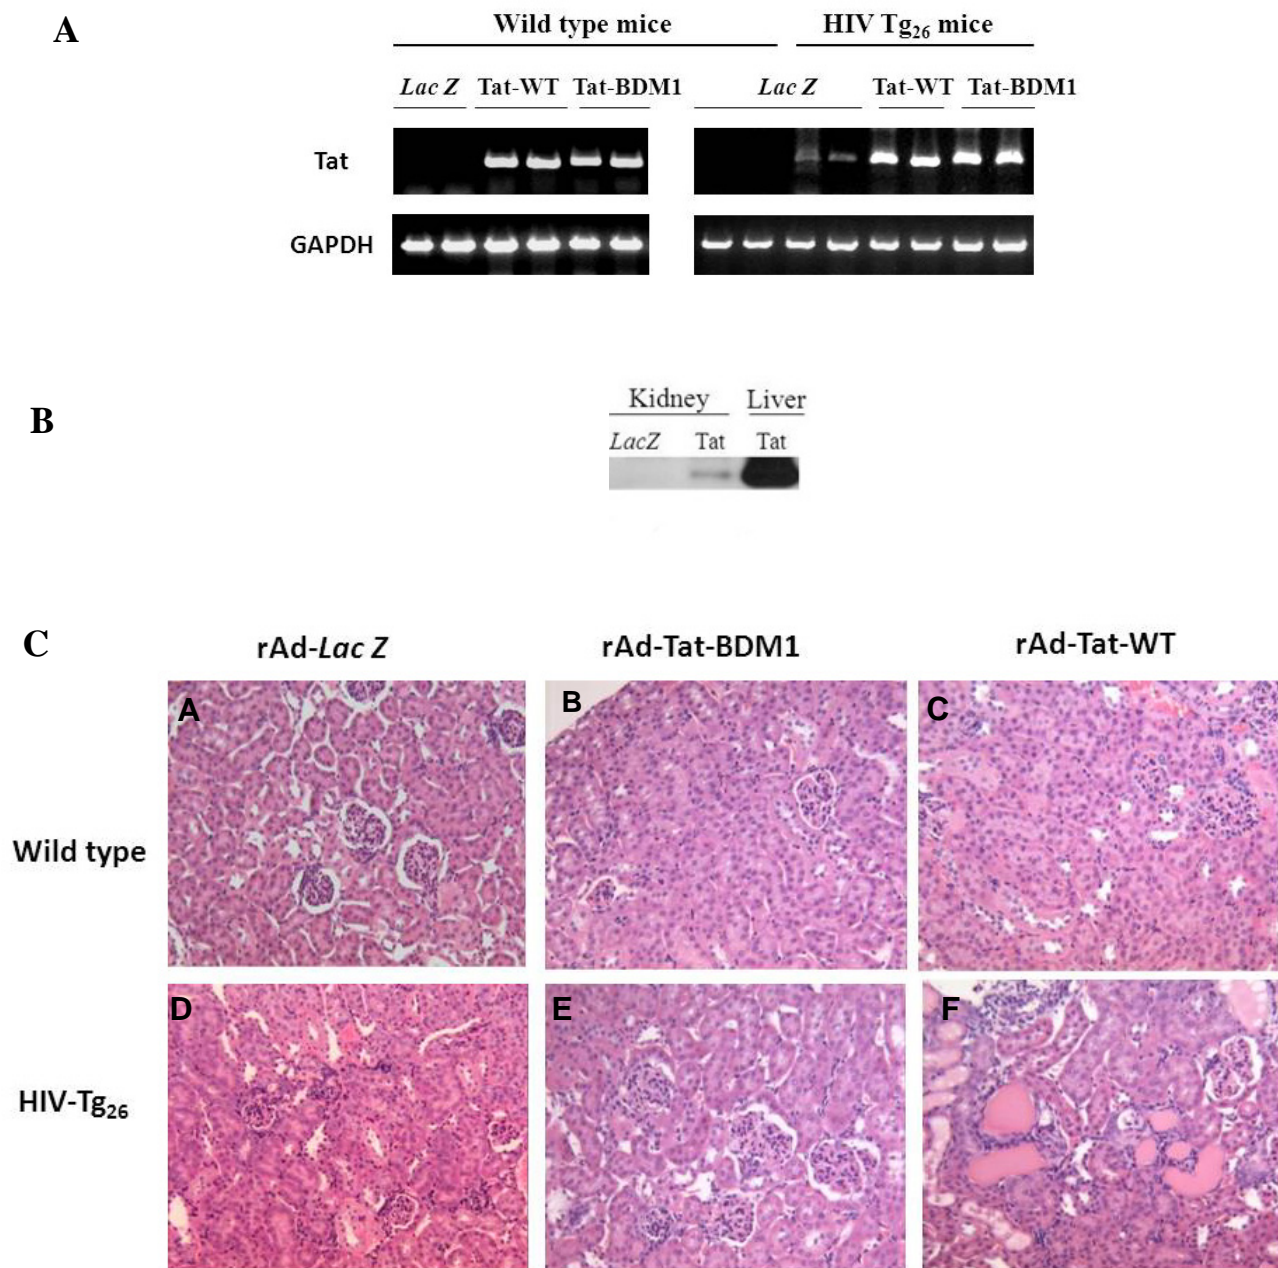 A
Wild type mice HIV Tg26 mice
Lac Z Tat-WT Tat-BDM1 Lac Z Tat-WT Tat-BDM1
Tat
GAPDH
B
Kidney Liver
LacZ Tat Tat
C
rAd-Lac Z rAd-Tat-BDM1 rAd-Tat-WT
A B C
Wild type
D E F
HIV-Tg26